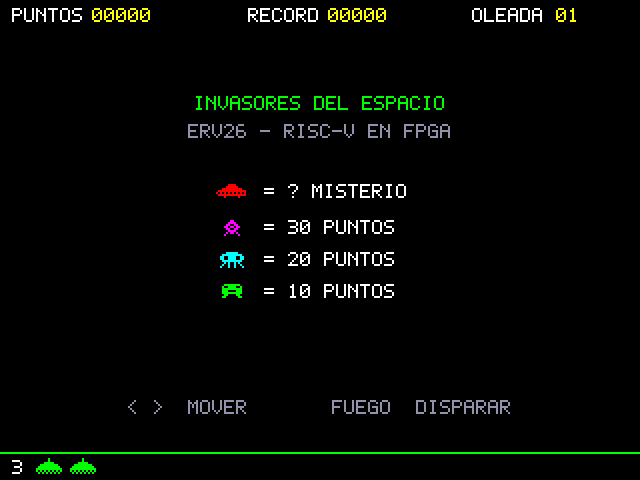 PUNTOS 00000 RECORD 00000 OLEADA 01
INVASORES DEL ESPACIO
ERV26 - RISC-V EN FPGA
= ? MISTERIO
= 30 PUNTOS
= 20 PUNTOS
= 10 PUNTOS
< > MOVER FUEGO DISPARAR
3